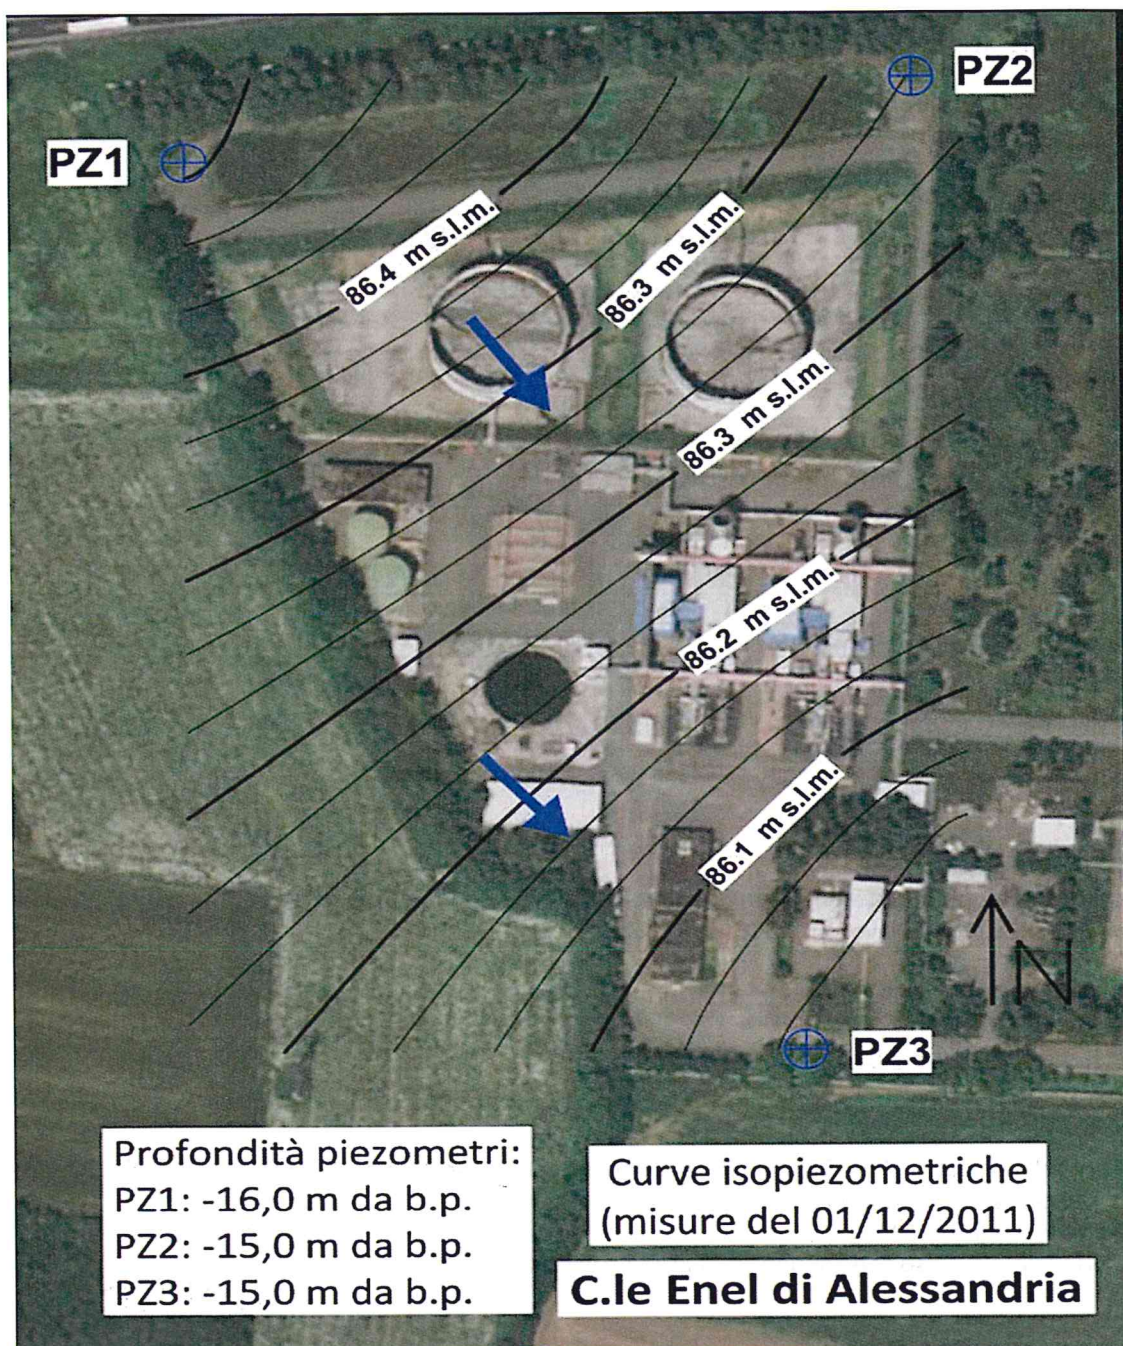 PZ2
PZ1
86.4 m s.l.m.
86.3 m s.l.m.
86.3 m s.l.m.
86.2 m s.l.m.
86.1 m s.l.m.
N
PZ3
Profondità piezometri:
PZ1: -16,0 m da b.p.
PZ2: -15,0 m da b.p.
PZ3: -15,0 m da b.p.
Curve isopiezometriche
(misure del 01/12/2011)
C.le Enel di Alessandria